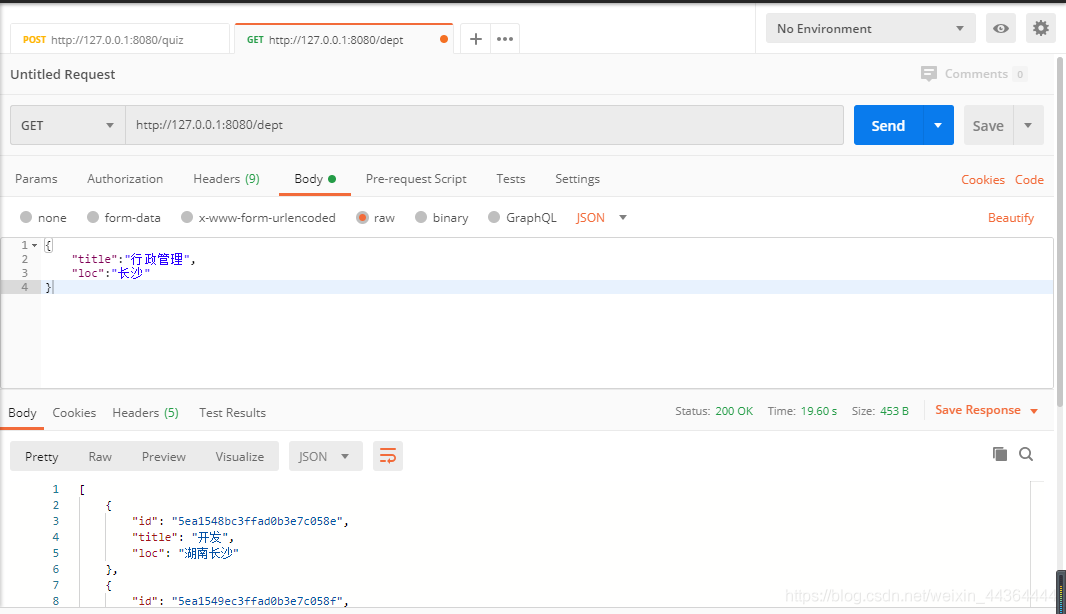 POST http://127.0.0.1:8080/quiz
GET http://127.0.0.1:8080/dept
No Environment
Untitled Request
Comments 0
GET http://127.0.0.1:8080/dept Send Save
Params Authorization Headers (9) Body Pre-request Script Tests Settings Cookies Code
none form-data x-www-form-urlencoded raw binary GraphQL JSON Beautify
1 {
2 "title":"行政管理",
3 "loc":"长沙"
4 }
Body Cookies Headers (5) Test Results Status: 200 OK Time: 19.60 s Size: 453 B Save Response
Pretty Raw Preview Visualize JSON
1 [
2 {
3 "id": "5ea1548bc3ffad0b3e7c058e",
4 "title": "开发",
5 "loc": "湖南长沙"
6 },
7 {
8 "id": "5ea1549ec3ffad0b3e7c058f",
https://blog.csdn.net/weixin_44364444